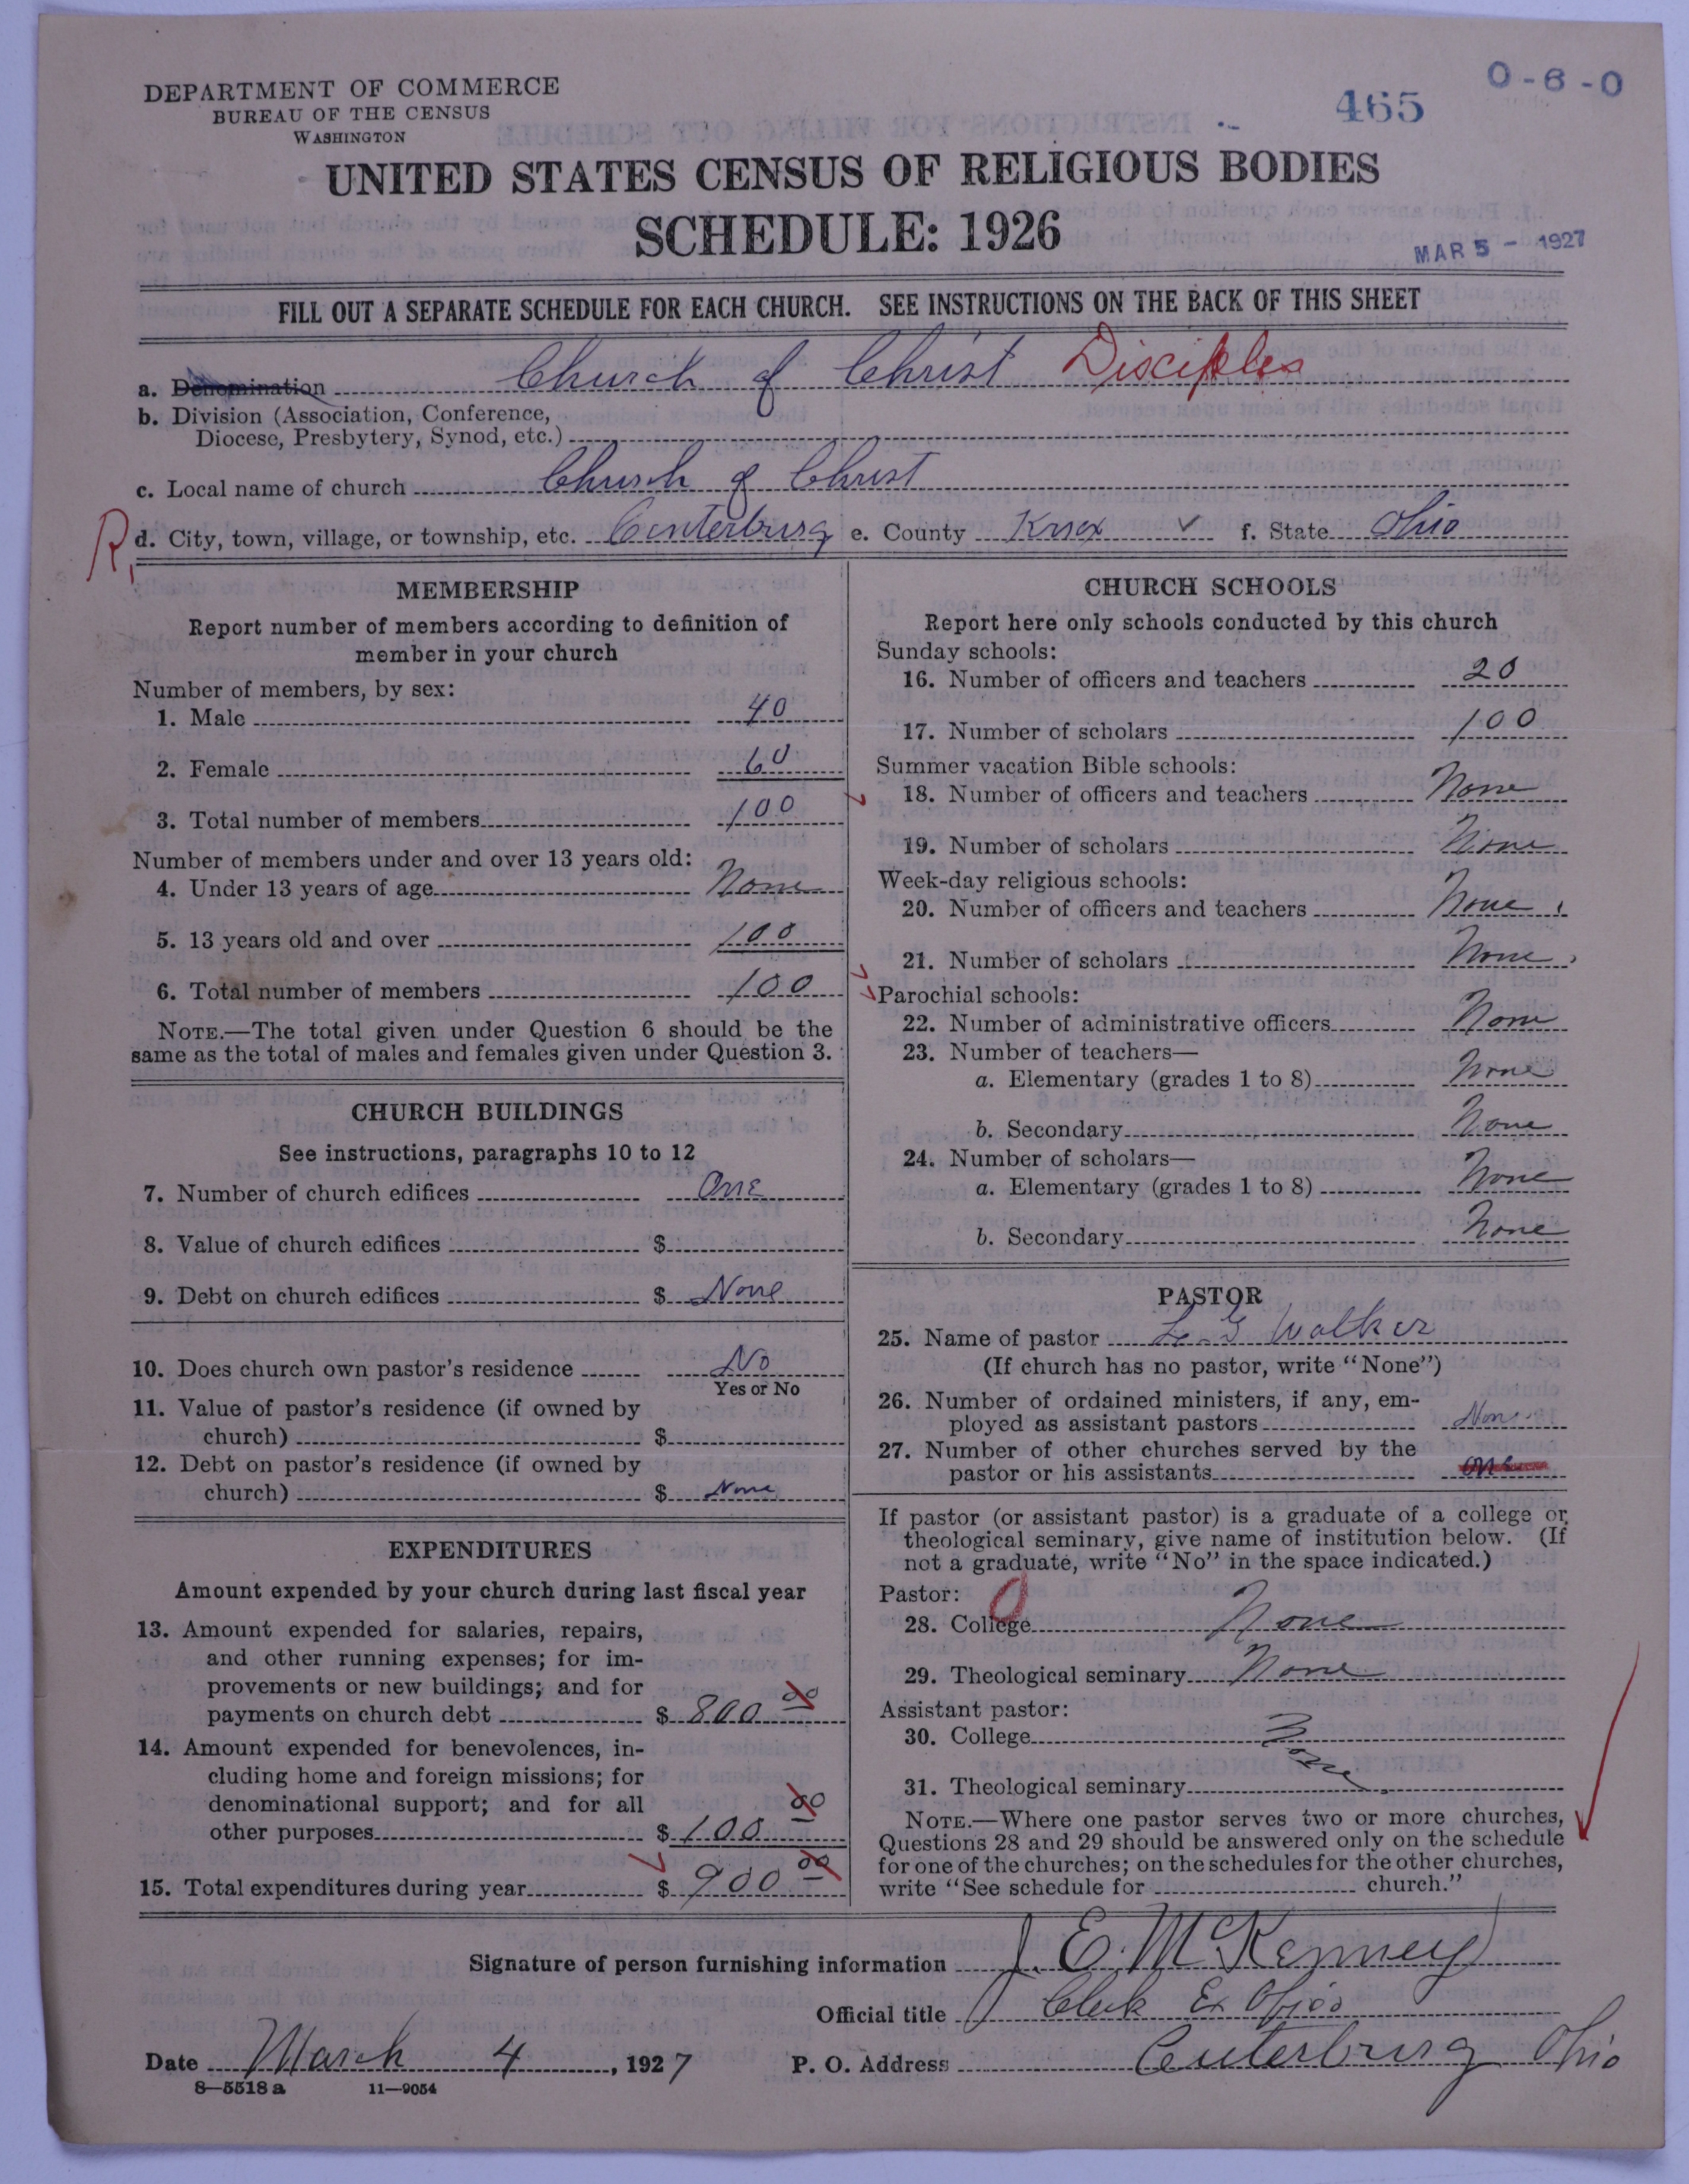 DEPARTMENT OF COMMERCE
BUREAU OF THE CENSUS
WASHINGTON
465
0-6-0
UNITED STATES CENSUS OF RELIGIOUS BODIES
SCHEDULE: 1926
MAR 5 - 1927
FILL OUT A SEPARATE SCHEDULE FOR EACH CHURCH. SEE INSTRUCTIONS ON THE BACK OF THIS SHEET
a. Denomination Church of Christ Disciples
b. Division (Association, Conference,
Diocese, Presbytery, Synod, etc.)
c. Local name of church Church of Christ
R, d. City, town, village, or township, etc. Centerburg e. County Knox ✓ f. State Ohio
MEMBERSHIP
Report number of members according to definition of
member in your church
Number of members, by sex:
1. Male 40
2. Female 60
3. Total number of members 100
Number of members under and over 13 years old:
4. Under 13 years of age None
5. 13 years old and over 100
6. Total number of members 100
NOTE.—The total given under Question 6 should be the
same as the total of males and females given under Question 3.
CHURCH BUILDINGS
See instructions, paragraphs 10 to 12
7. Number of church edifices One
8. Value of church edifices $
9. Debt on church edifices $ None
10. Does church own pastor's residence No
Yes or No
11. Value of pastor's residence (if owned by
church) $
12. Debt on pastor's residence (if owned by
church) $ None
EXPENDITURES
Amount expended by your church during last fiscal year
13. Amount expended for salaries, repairs,
and other running expenses; for im-
provements or new buildings; and for
payments on church debt $ 800 00
14. Amount expended for benevolences, in-
cluding home and foreign missions; for
denominational support; and for all
other purposes $ 100 00
15. Total expenditures during year $ 900 00
CHURCH SCHOOLS
Report here only schools conducted by this church
Sunday schools:
16. Number of officers and teachers 20
17. Number of scholars 100
Summer vacation Bible schools:
18. Number of officers and teachers None
19. Number of scholars None
Week-day religious schools:
20. Number of officers and teachers None
21. Number of scholars None
Parochial schools:
22. Number of administrative officers None
23. Number of teachers—
a. Elementary (grades 1 to 8) None
b. Secondary None
24. Number of scholars—
a. Elementary (grades 1 to 8) None
b. Secondary None
PASTOR
25. Name of pastor L. G Walker
(If church has no pastor, write "None")
26. Number of ordained ministers, if any, em-
ployed as assistant pastors Non
27. Number of other churches served by the
pastor or his assistants one
If pastor (or assistant pastor) is a graduate of a college or
theological seminary, give name of institution below. (If
not a graduate, write "No" in the space indicated.)
Pastor: 0
28. College None
29. Theological seminary None
Assistant pastor:
30. College None
31. Theological seminary
NOTE.—Where one pastor serves two or more churches,
Questions 28 and 29 should be answered only on the schedule
for one of the churches; on the schedules for the other churches,
write "See schedule for church."
Signature of person furnishing information J. E. McKenney
Official title Clerk Ex Ofico
Date March 4, 1927 P. O. Address Centerburg Ohio
8—5518 a 11—9054